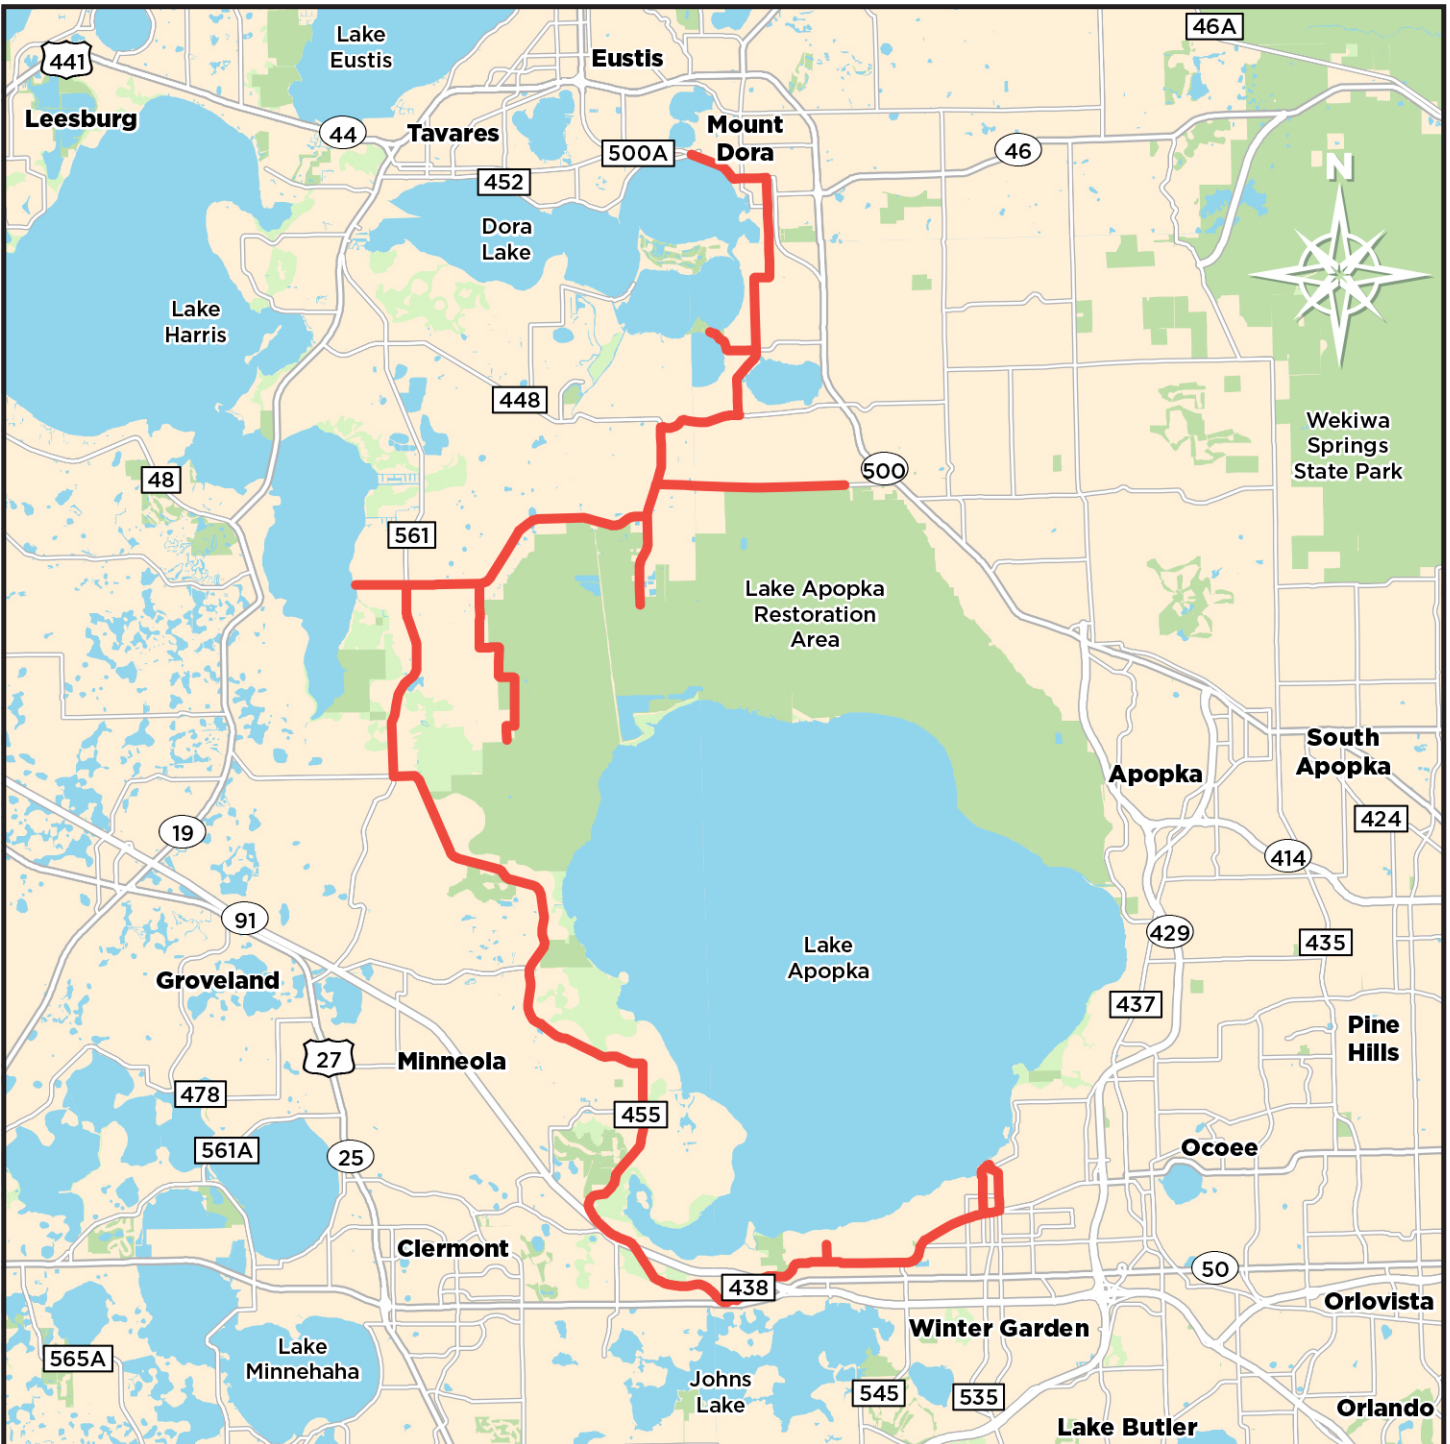 46A
Lake
Eustis
Eustis
441
Leesburg
44
Tavares
Mount
Dora
500A
46
N
452
Dora
Lake
Lake
Harris
448
Wekiwa
Springs
State Park
500
48
561
Lake Apopka
Restoration
Area
South
Apopka
Apopka
424
19
414
91
429
435
Lake
Apopka
Groveland
437
Pine
Hills
27
Minneola
478
455
561A
25
Ocoee
Clermont
50
438
Orlovista
Winter Garden
Lake
Minnehaha
565A
Johns
Lake
545
535
Orlando
Lake Butler